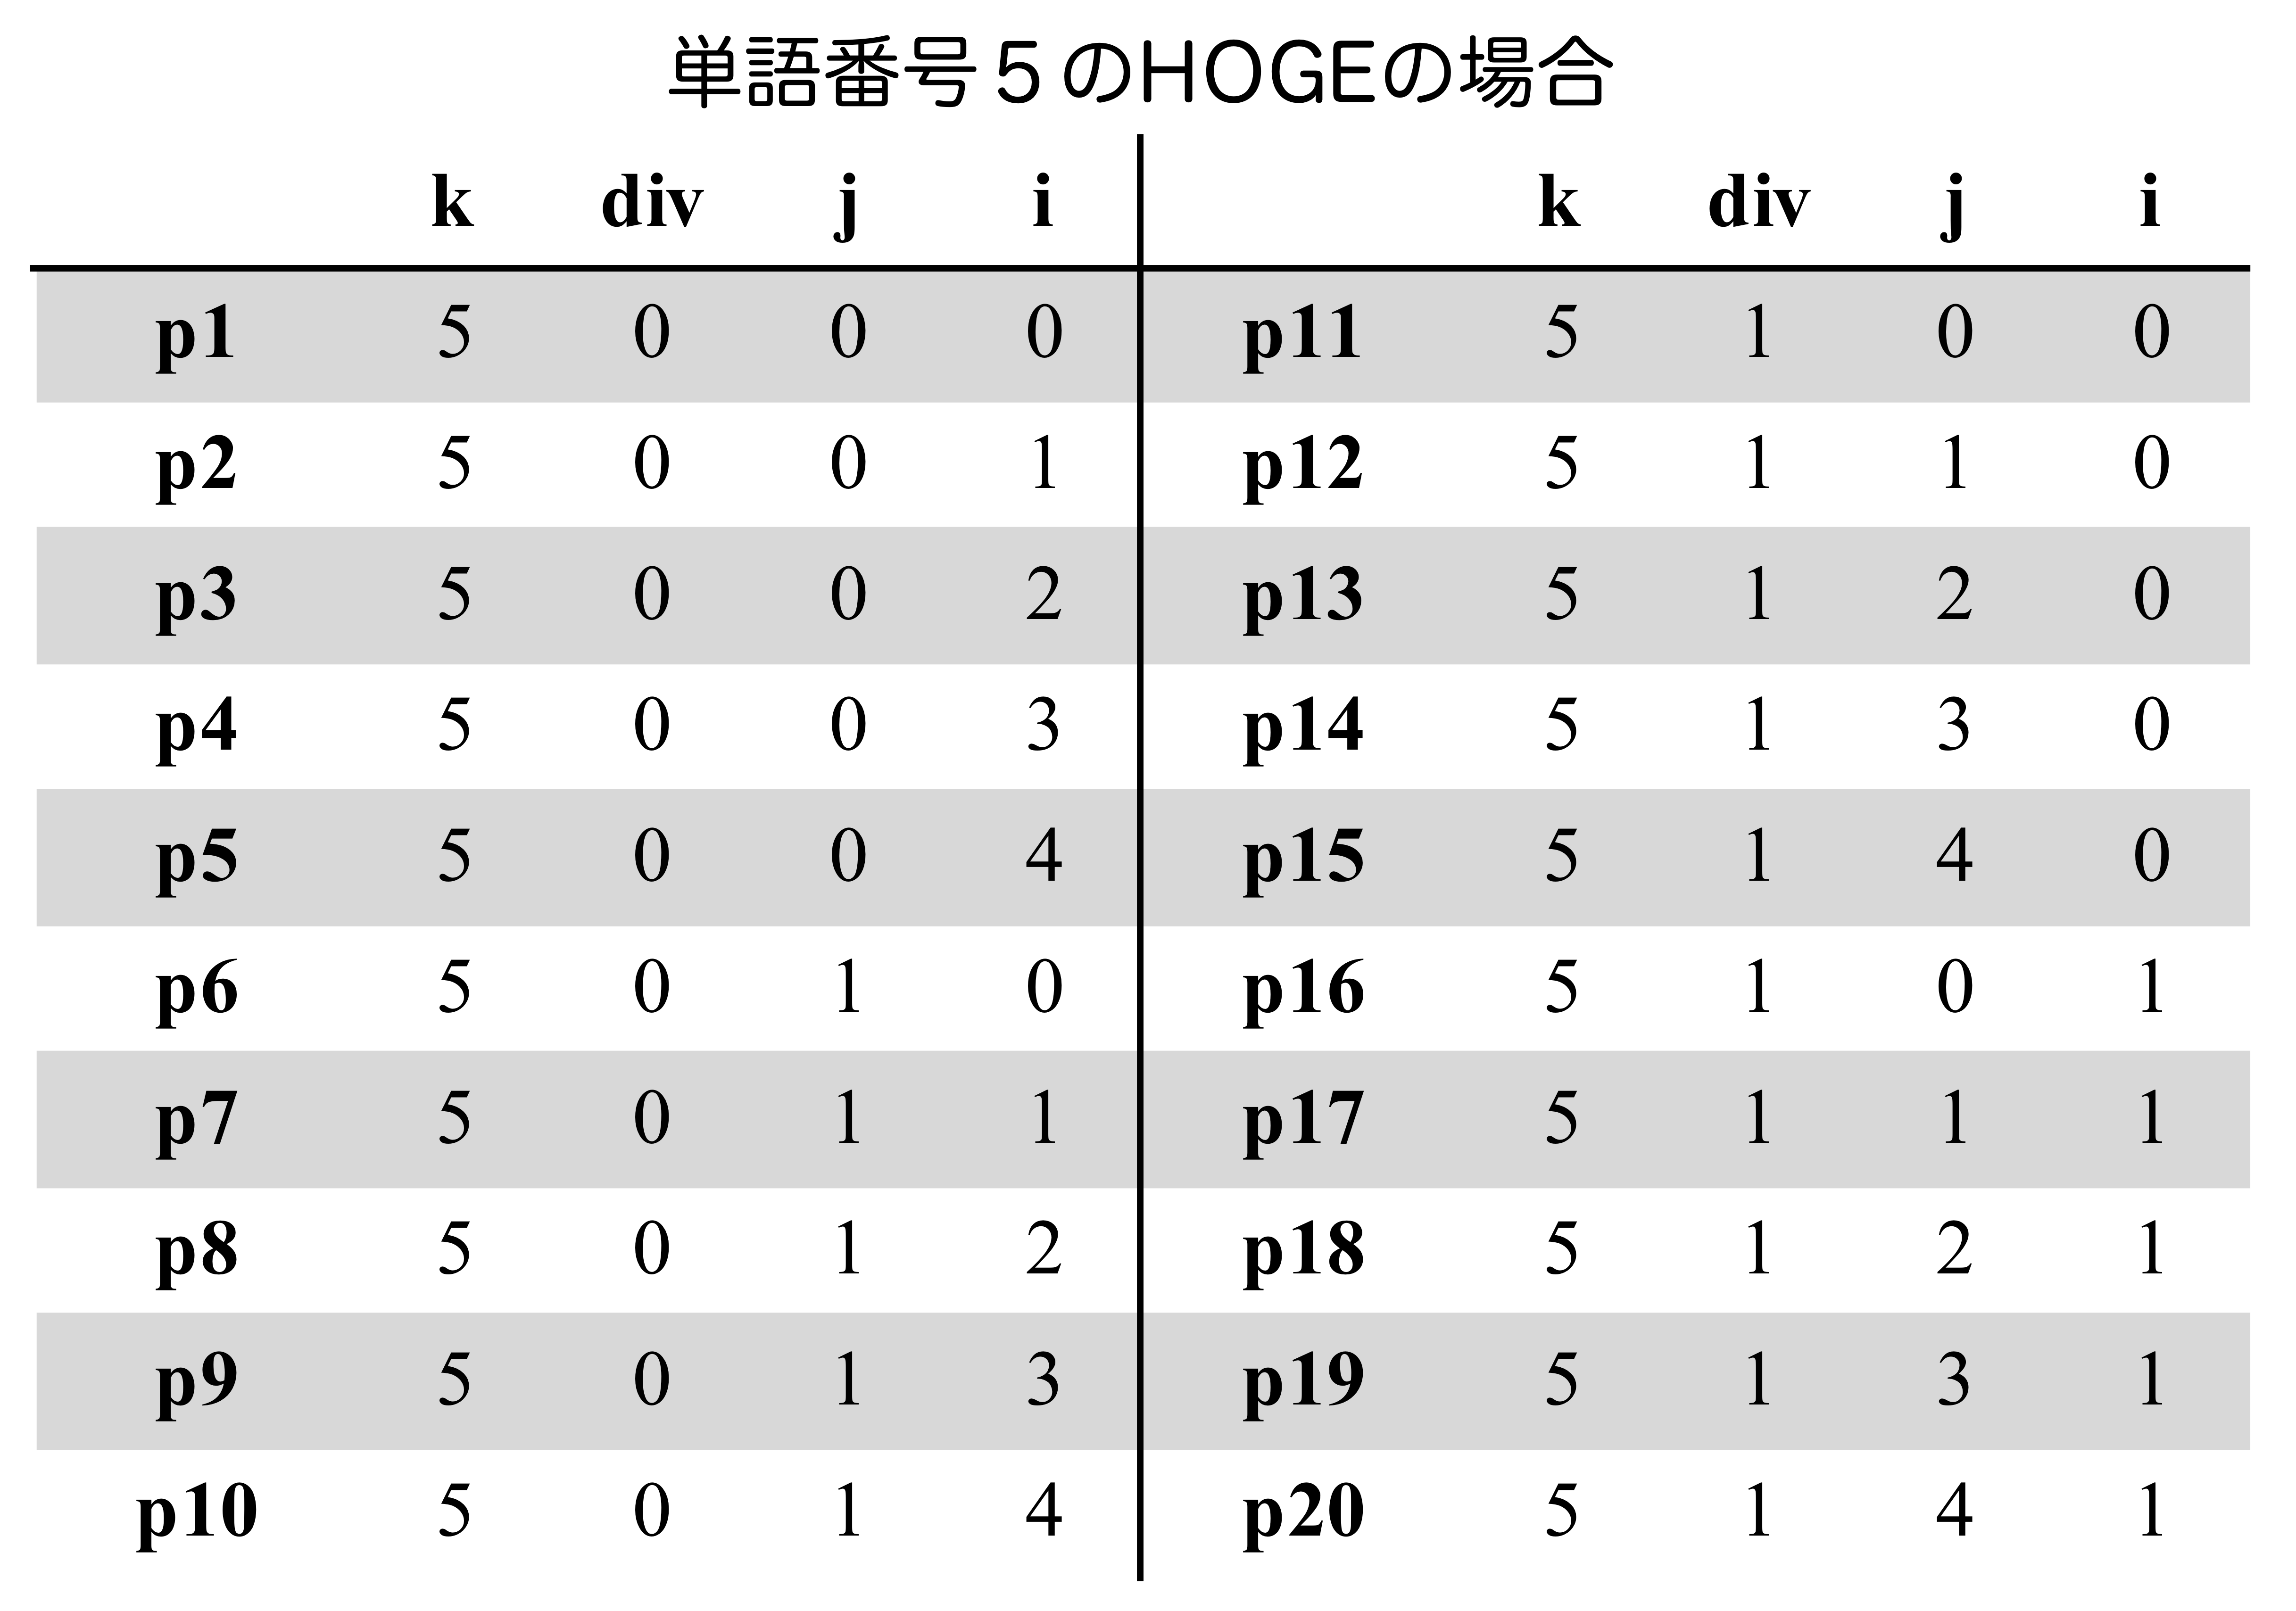 単語番号５のHOGEの場合
k div j i k div j i
p1 5 0 0 0 p11 5 1 0 0
p2 5 0 0 1 p12 5 1 1 0
p3 5 0 0 2 p13 5 1 2 0
p4 5 0 0 3 p14 5 1 3 0
p5 5 0 0 4 p15 5 1 4 0
p6 5 0 1 0 p16 5 1 0 1
p7 5 0 1 1 p17 5 1 1 1
p8 5 0 1 2 p18 5 1 2 1
p9 5 0 1 3 p19 5 1 3 1
p10 5 0 1 4 p20 5 1 4 1